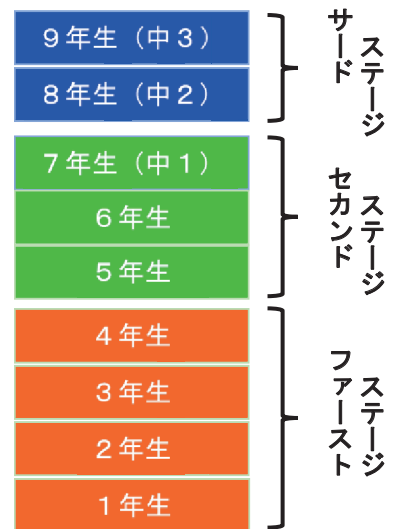 9年生（中3）
8年生（中2）
サード
ステージ
7年生（中1）
6年生
5年生
セカンド
ステージ
4年生
3年生
2年生
1年生
ファースト
ステージ